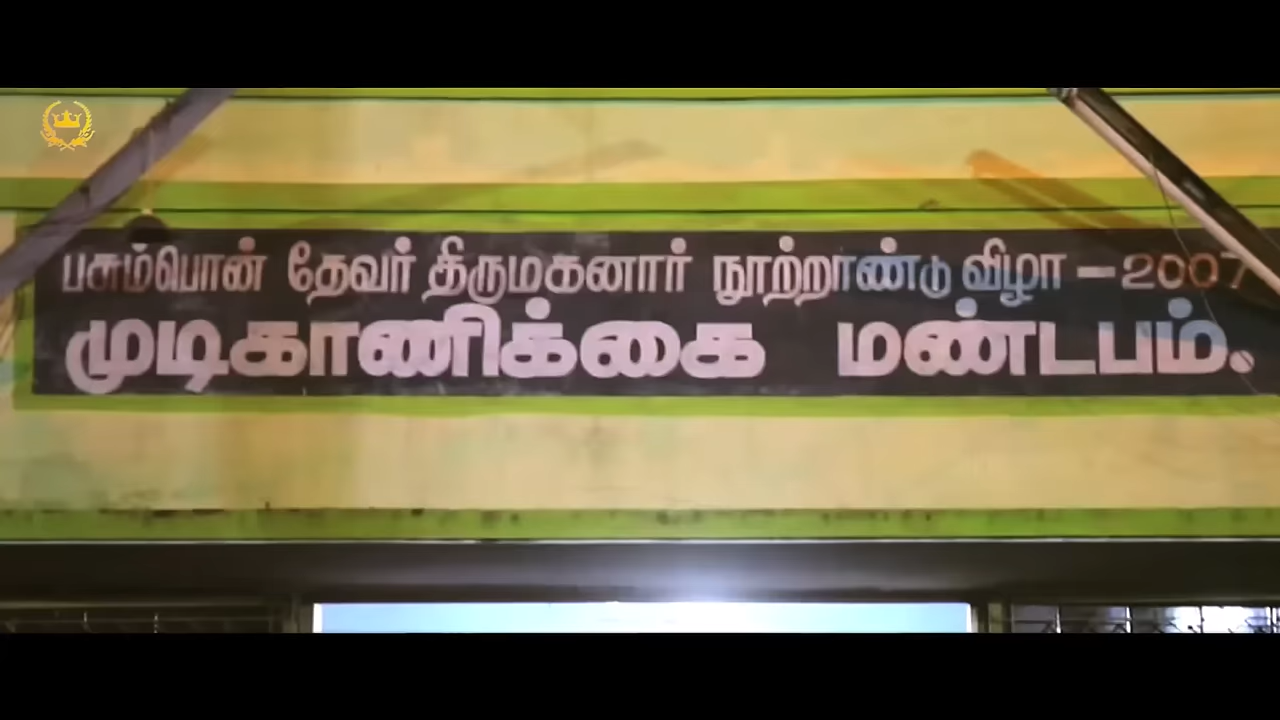 பசும்பொன் தேவர் திருமகனார் நூற்றாண்டு விழா – 2007
முடிகாணிக்கை மண்டபம்.